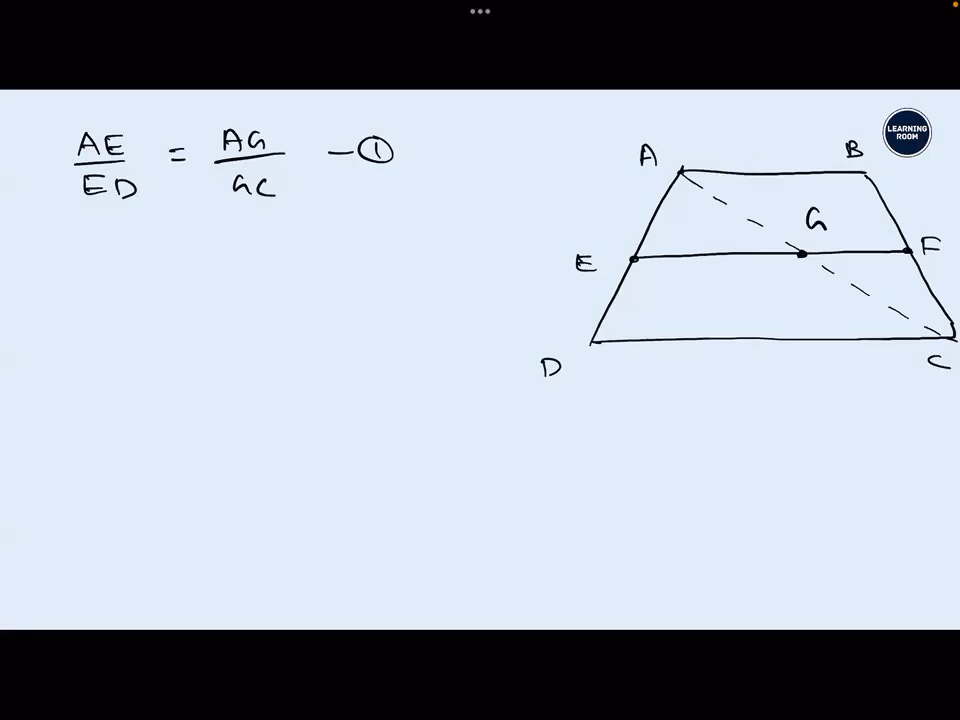 AE/ED = AG/GC — ①
LEARNING
ROOM
A B
G
E F
D C